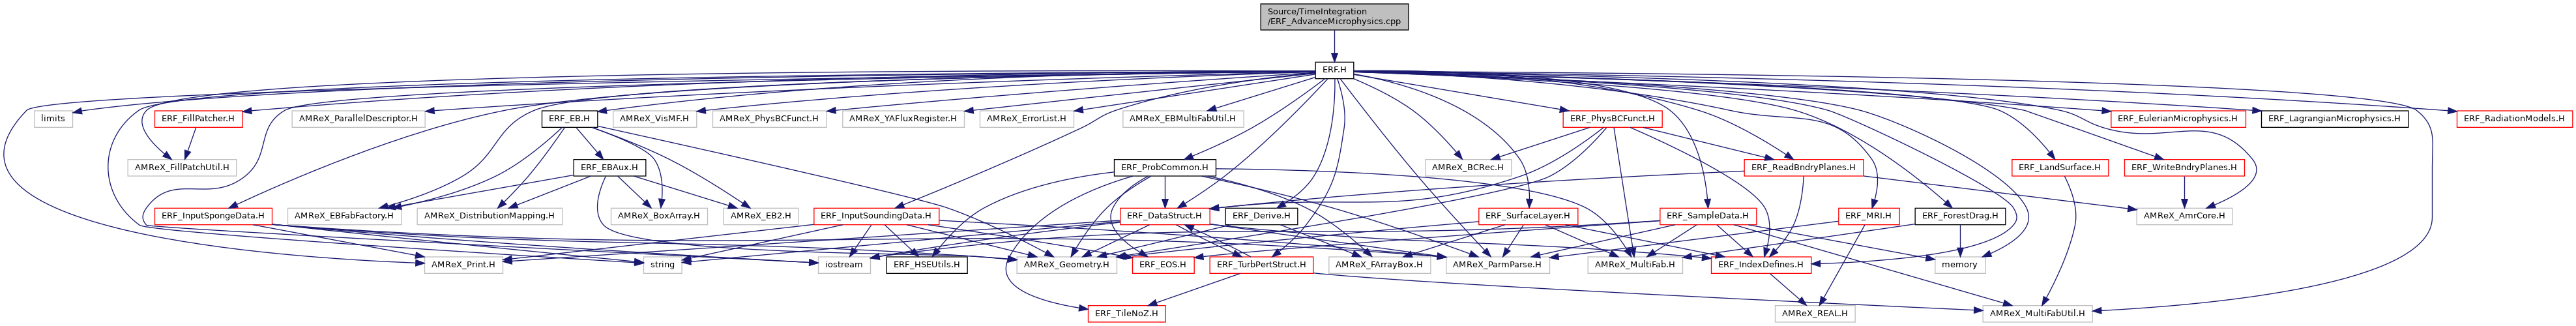 Source/TimeIntegration
/ERF_AdvanceMicrophysics.cpp
ERF.H
limits
ERF_FillPatcher.H
AMReX_ParallelDescriptor.H
ERF_EB.H
AMReX_VisMF.H
AMReX_PhysBCFunct.H
AMReX_YAFluxRegister.H
AMReX_ErrorList.H
AMReX_EBMultiFabUtil.H
ERF_PhysBCFunct.H
ERF_EulerianMicrophysics.H
ERF_LagrangianMicrophysics.H
ERF_RadiationModels.H
AMReX_FillPatchUtil.H
ERF_EBAux.H
ERF_ProbCommon.H
AMReX_BCRec.H
ERF_ReadBndryPlanes.H
ERF_LandSurface.H
ERF_WriteBndryPlanes.H
ERF_InputSpongeData.H
AMReX_EBFabFactory.H
AMReX_DistributionMapping.H
AMReX_BoxArray.H
AMReX_EB2.H
ERF_InputSoundingData.H
ERF_DataStruct.H
ERF_Derive.H
ERF_SurfaceLayer.H
ERF_SampleData.H
ERF_MRI.H
ERF_ForestDrag.H
AMReX_AmrCore.H
AMReX_Print.H
string
iostream
ERF_HSEUtils.H
AMReX_Geometry.H
ERF_EOS.H
ERF_TurbPertStruct.H
AMReX_FArrayBox.H
AMReX_ParmParse.H
AMReX_MultiFab.H
ERF_IndexDefines.H
memory
ERF_TileNoZ.H
AMReX_REAL.H
AMReX_MultiFabUtil.H